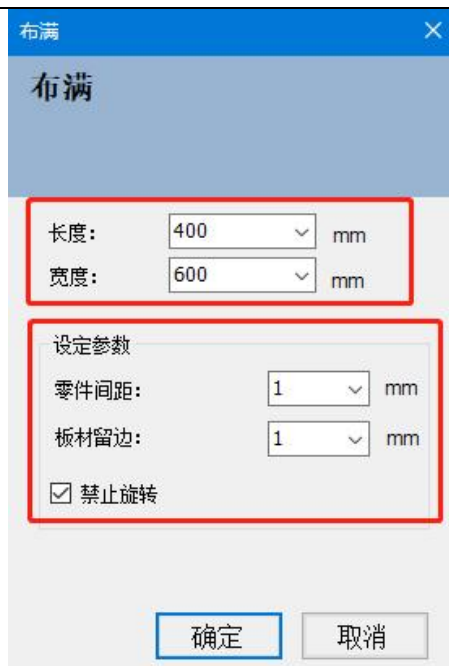 布满
布满
长度: 400 mm
宽度: 600 mm
设定参数
零件间距: 1 mm
板材留边: 1 mm
禁止旋转
确定 取消